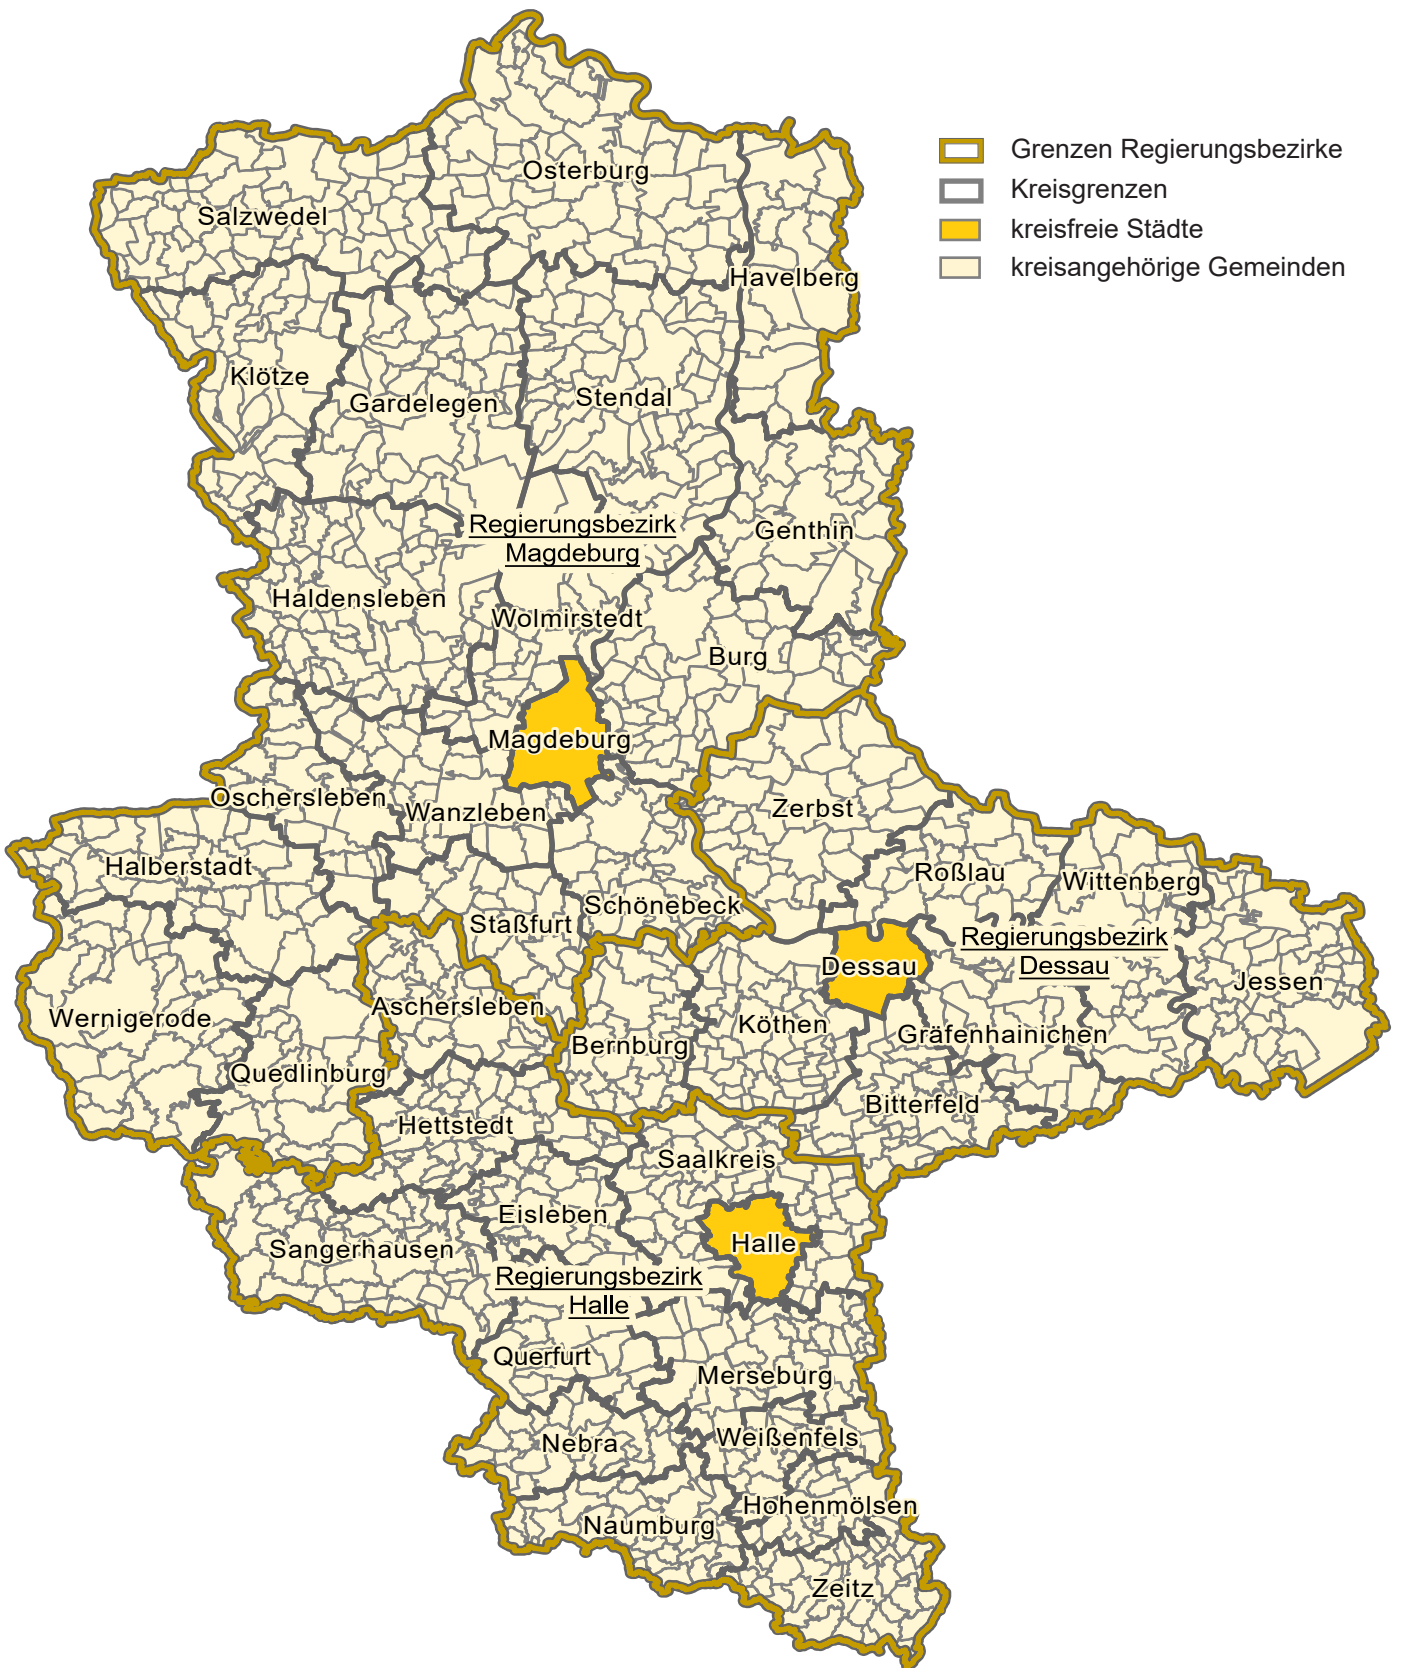 Grenzen Regierungsbezirke
Kreisgrenzen
kreisfreie Städte
kreisangehörige Gemeinden
Osterburg
Salzwedel
Havelberg
Klötze
Gardelegen
Stendal
Regierungsbezirk
Magdeburg
Genthin
Haldensleben
Wolmirstedt
Burg
Magdeburg
Oschersleben
Wanzleben
Zerbst
Halberstadt
Roßlau
Wittenberg
Schönebeck
Staßfurt
Regierungsbezirk
Dessau
Dessau
Jessen
Aschersleben
Wernigerode
Köthen
Gräfenhainichen
Bernburg
Quedlinburg
Bitterfeld
Hettstedt
Saalkreis
Eisleben
Sangerhausen
Halle
Regierungsbezirk
Halle
Querfurt
Merseburg
Nebra
Weißenfels
Hohenmölsen
Naumburg
Zeitz